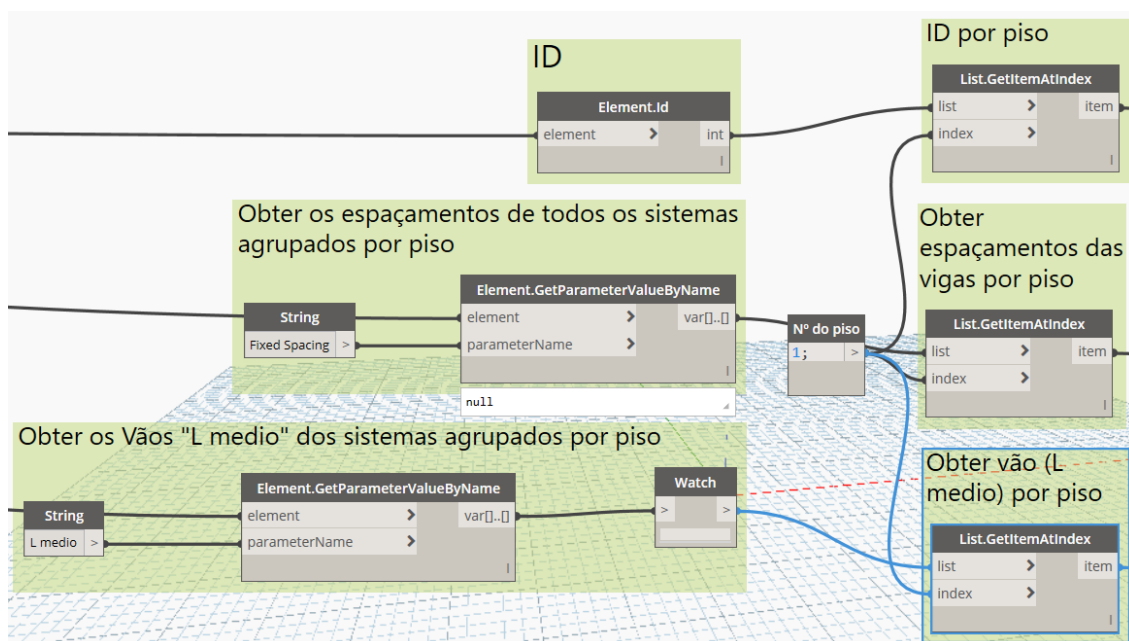 ID
Element.Id
element > int
l
ID por piso
List.GetItemAtIndex
list > item
index >
l
Obter os espaçamentos de todos os sistemas
agrupados por piso
String
Fixed Spacing >
Element.GetParameterValueByName
element > var[]..[]
parameterName >
l
null
Nº do piso
1; >
Obter
espaçamentos das
vigas por piso
List.GetItemAtIndex
list > item
index >
l
Obter os Vãos "L medio" dos sistemas agrupados por piso
String
L medio >
Element.GetParameterValueByName
element > var[]..[]
parameterName >
l
Watch
> >
Obter vão (L
medio) por piso
List.GetItemAtIndex
list > item
index >
l